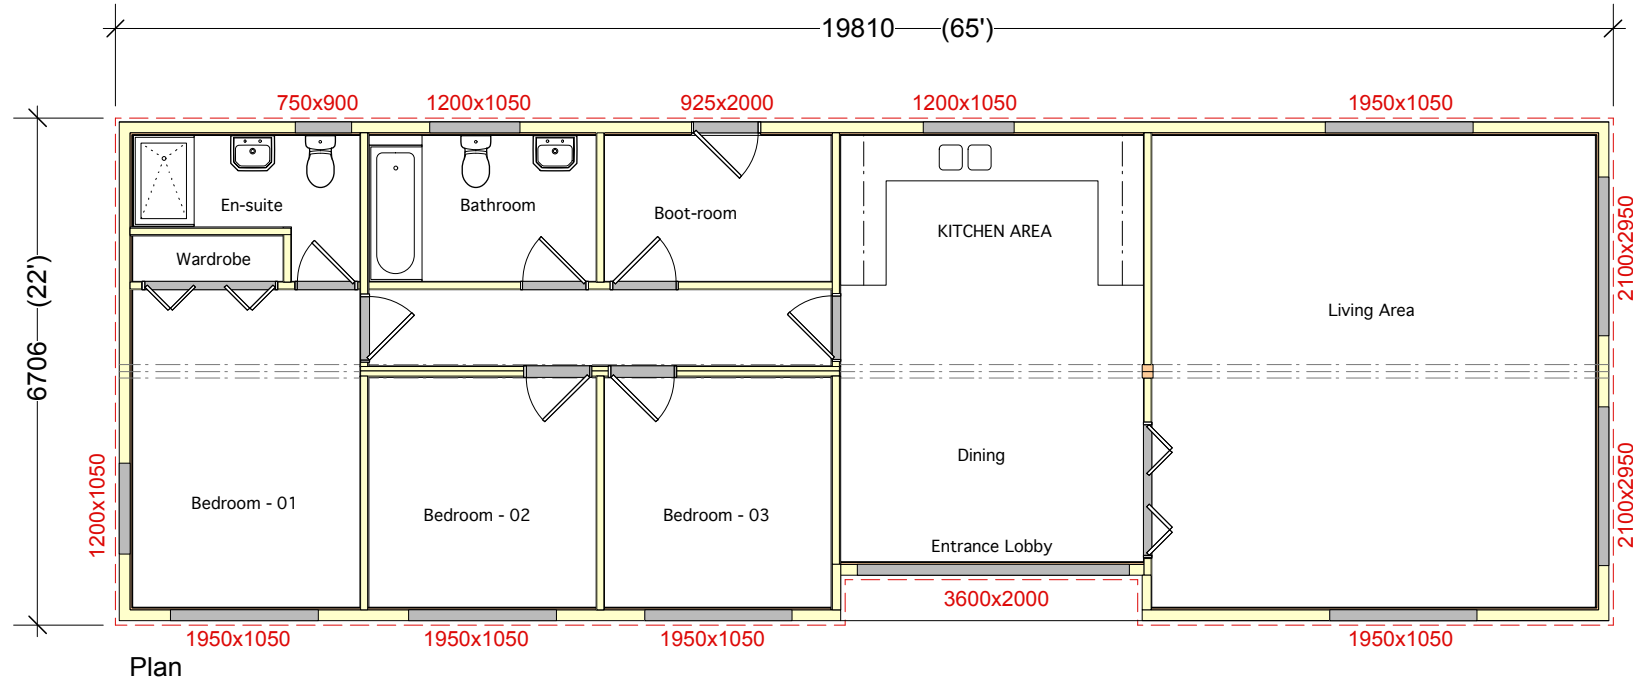 19810 (65')
750x900
1200x1050
925x2000
1200x1050
1950x1050
6706 (22')
En-suite
Bathroom
Boot-room
KITCHEN AREA
2100x2950
Wardrobe
Living Area
Dining
1200x1050
Bedroom - 01
Bedroom - 02
Bedroom - 03
2100x2950
Entrance Lobby
3600x2000
1950x1050
1950x1050
1950x1050
1950x1050
Plan